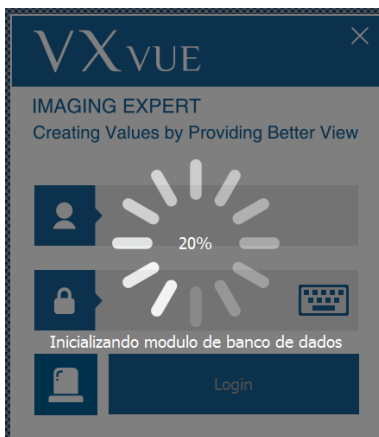 VXVUE
IMAGING EXPERT
Creating Values by Providing Better View
20%
Inicializando modulo de banco de dados
Login